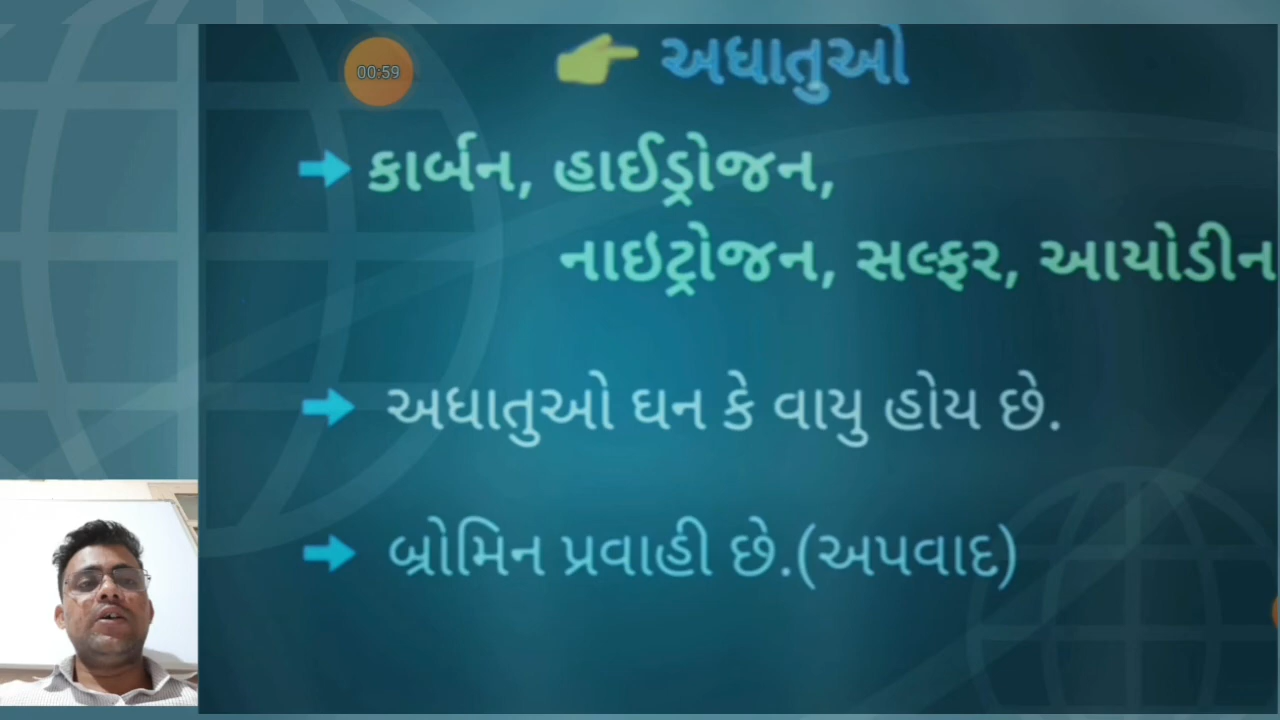 00:59
👉 અધાતુઓ
કાર્બન, હાઈડ્રોજન,
નાઇટ્રોજન, સલ્ફર, આયોડીન
અધાતુઓ ઘન કે વાયુ હોય છે.
બ્રોમિન પ્રવાહી છે.(અપવાદ)